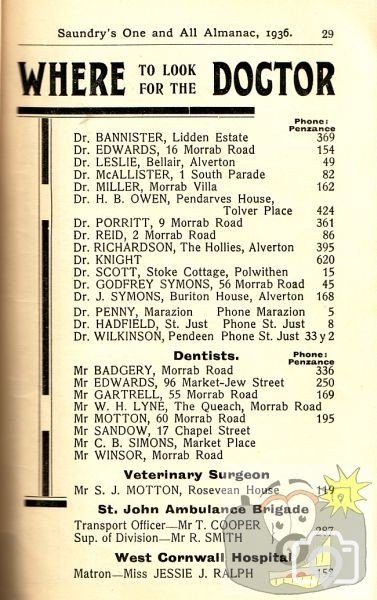 Saundry's One and All Almanac, 1936. 29
WHERE TO LOOK FOR THE DOCTOR
Phone:
Penzance
Dr. BANNISTER, Lidden Estate 369
Dr. EDWARDS, 16 Morrab Road 154
Dr. LESLIE, Bellair, Alverton 49
Dr. McALLISTER, 1 South Parade 82
Dr. MILLER, Morrab Villa 162
Dr. H. B. OWEN, Pendarves House,
Tolver Place 424
Dr. PORRITT, 9 Morrab Road 361
Dr. REID, 2 Morrab Road 86
Dr. RICHARDSON, The Hollies, Alverton 395
Dr. KNIGHT 620
Dr. SCOTT, Stoke Cottage, Polwithen 15
Dr. GODFREY SYMONS, 56 Morrab Road 45
Dr. J. SYMONS, Buriton House, Alverton 168
Dr. PENNY, Marazion Phone Marazion 5
Dr. HADFIELD, St. Just Phone St. Just 8
Dr. WILKINSON, Pendeen Phone St. Just 33 y 2
Dentists.
Phone:
Penzance
Mr BADGERY, Morrab Road 336
Mr EDWARDS, 96 Market-Jew Street 250
Mr GARTRELL, 55 Morrab Road 169
Mr W. H. LYNE, The Queach, Morrab Road
Mr MOTTON, 60 Morrab Road 195
Mr SANDOW, 17 Chapel Street
Mr C. B. SIMONS, Market Place
Mr WINSOR, Morrab Road
Veterinary Surgeon
Mr S. J. MOTTON, Rosevean House 119
St. John Ambulance Brigade
Transport Officer—Mr T. COOPER
Sup. of Division—Mr R. SMITH
West Cornwall Hospital
Matron—Miss JESSIE J. RALPH